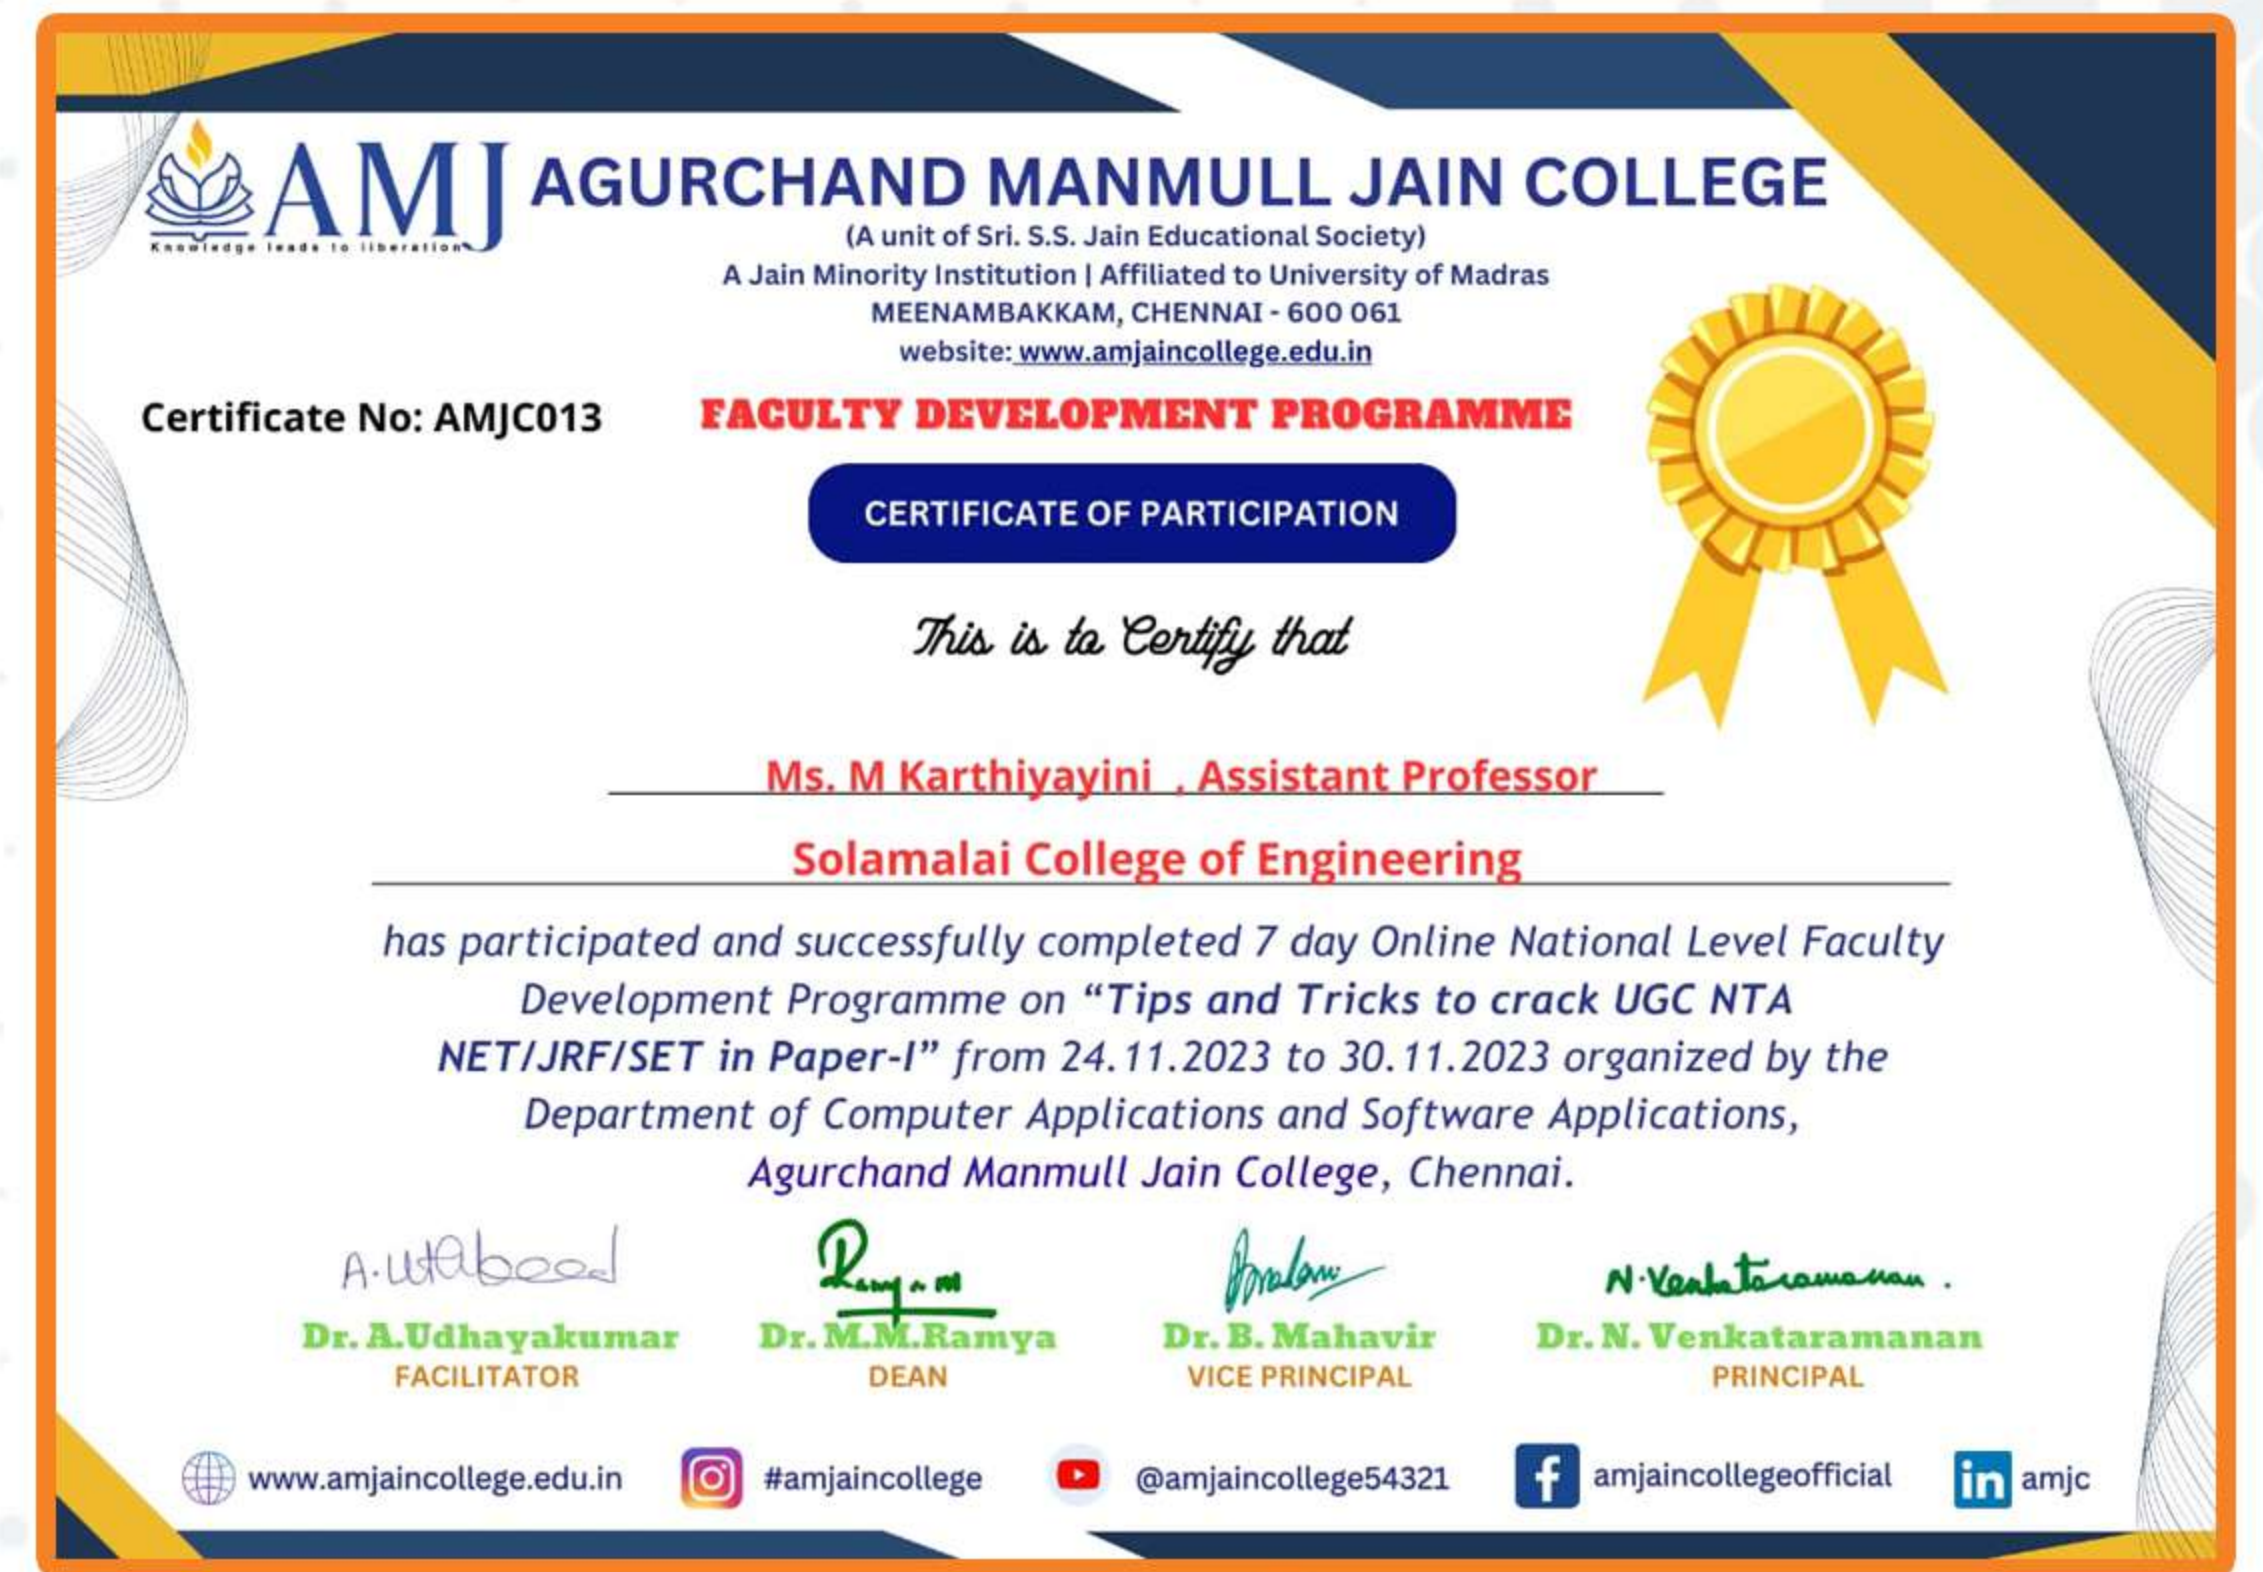 AMJ
Knowledge leads to liberation
AGURCHAND MANMULL JAIN COLLEGE
(A unit of Sri. S.S. Jain Educational Society)
A Jain Minority Institution | Affiliated to University of Madras
MEENAMBAKKAM, CHENNAI - 600 061
website: www.amjaincollege.edu.in
Certificate No: AMJC013
FACULTY DEVELOPMENT PROGRAMME
CERTIFICATE OF PARTICIPATION
This is to Certify that
Ms. M Karthiyayini , Assistant Professor
Solamalai College of Engineering
has participated and successfully completed 7 day Online National Level Faculty
Development Programme on “Tips and Tricks to crack UGC NTA
NET/JRF/SET in Paper-I” from 24.11.2023 to 30.11.2023 organized by the
Department of Computer Applications and Software Applications,
Agurchand Manmull Jain College, Chennai.
N. Venkataramanan.
Dr. A.Udhayakumar Dr. M.M.Ramya Dr. B. Mahavir Dr. N. Venkataramanan
FACILITATOR DEAN VICE PRINCIPAL PRINCIPAL
www.amjaincollege.edu.in #amjaincollege @amjaincollege54321 amjaincollegeofficial in amjc